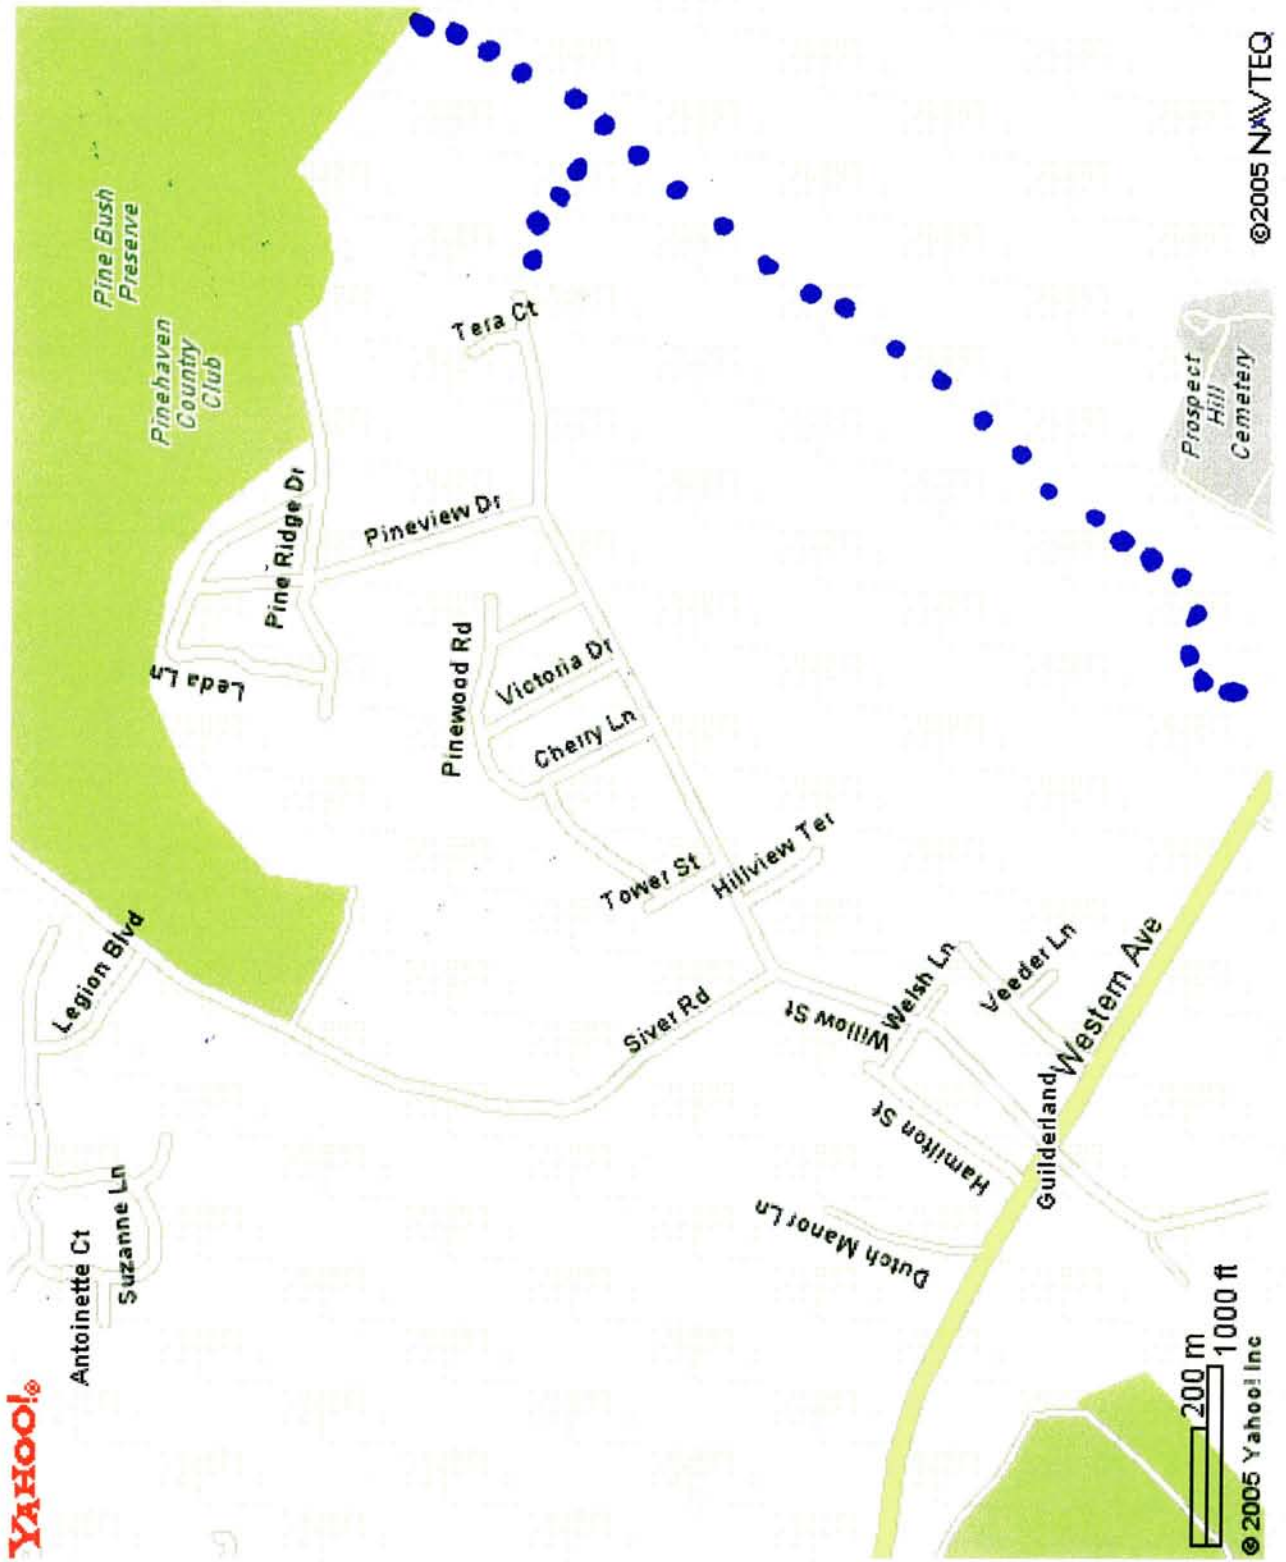 YAHOO!®
Antoinette Ct
Suzanne Ln
Legion Blvd
Leda Ln
Pine Ridge Dr
Pinehaven
Country
Club
Pine Bush
Preserve
Pineview Dr
Tera Ct
Pinewood Rd
Victoria Dr
Cherry Ln
Tower St
Hillview Ter
Siver Rd
Willow St
Welsh Ln
Veeder Ln
Hamilton St
Dutch Manor Ln
Guilderland
Western Ave
Prospect
Hill
Cemetery
200 m
1000 ft
© 2005 Yahoo! Inc
©2005 NAVTEQ